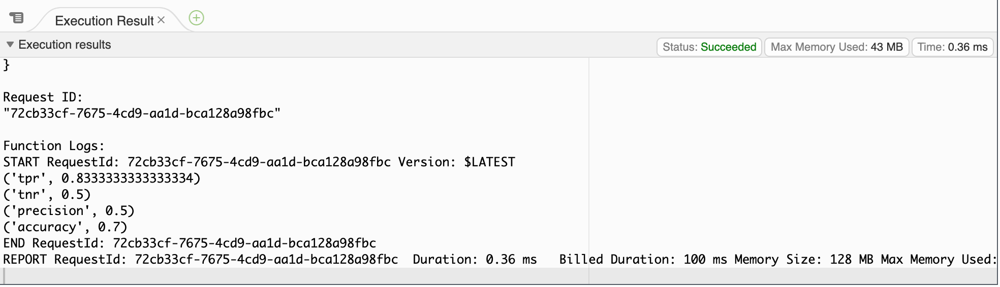 Execution Result
Execution results
Status: Succeeded
Max Memory Used: 43 MB
Time: 0.36 ms
}
Request ID:
"72cb33cf-7675-4cd9-aa1d-bca128a98fbc"
Function Logs:
START RequestId: 72cb33cf-7675-4cd9-aa1d-bca128a98fbc Version: $LATEST
('tpr', 0.8333333333333334)
('tnr', 0.5)
('precision', 0.5)
('accuracy', 0.7)
END RequestId: 72cb33cf-7675-4cd9-aa1d-bca128a98fbc
REPORT RequestId: 72cb33cf-7675-4cd9-aa1d-bca128a98fbc Duration: 0.36 ms Billed Duration: 100 ms Memory Size: 128 MB Max Memory Used: